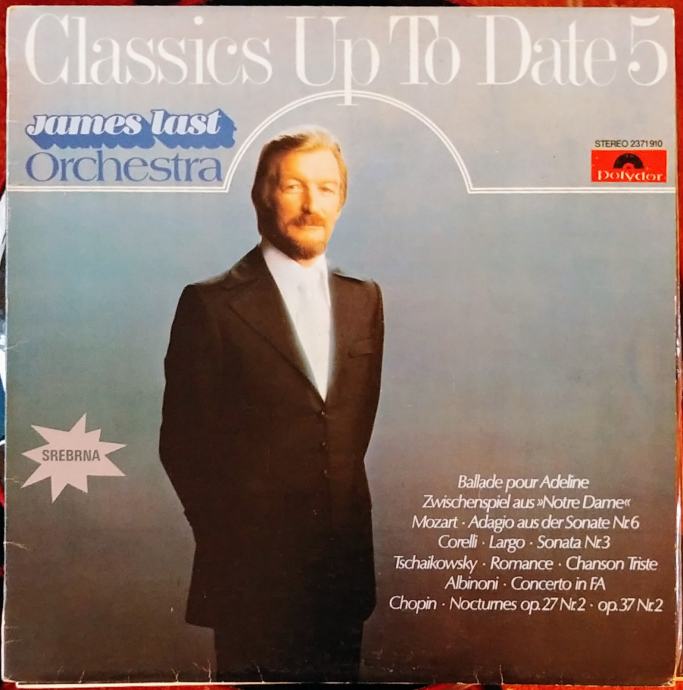 Classics Up To Date 5
james last
Orchestra
STEREO 2371 910
Polydor
SREBRNA
Ballade pour Adeline
Zwischenspiel aus »Notre Dame«
Mozart · Adagio aus der Sonate Nr. 6
Corelli · Largo · Sonata Nr. 3
Tschaikowsky · Romance · Chanson Triste
Albinoni · Concerto in FA
Chopin · Nocturnes op. 27 Nr. 2 · op. 37 Nr. 2